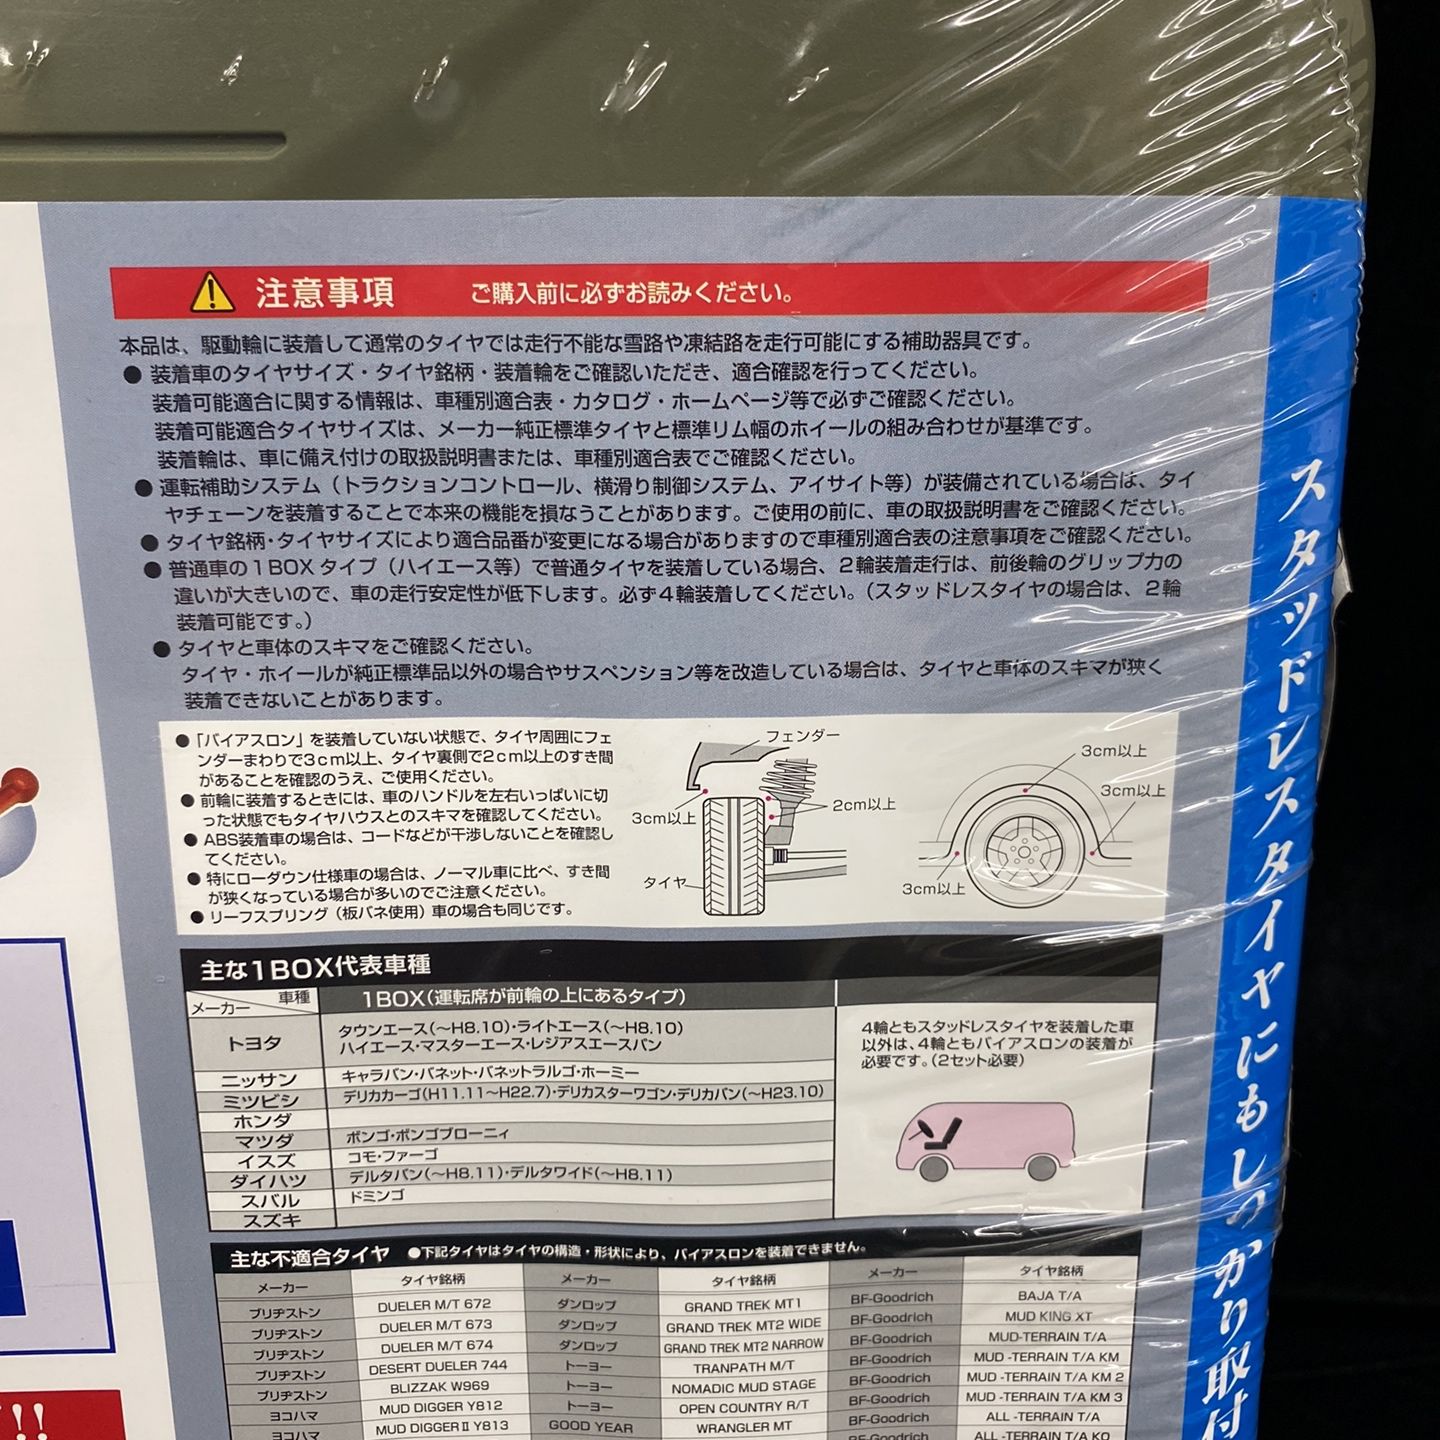 注意事項 ご購入前に必ずお読みください。
本品は、駆動輪に装着して通常のタイヤでは走行不能な雪路や凍結路を走行可能にする補助器具です。
●装着車のタイヤサイズ・タイヤ銘柄・装着輪をご確認いただき、適合確認を行ってください。
装着可能適合に関する情報は、車種別適合表・カタログ・ホームページ等で必ずご確認ください。
装着可能適合タイヤサイズは、メーカー純正標準タイヤと標準リム幅のホイールの組み合わせが基準です。
装着輪は、車に備え付けの取扱説明書または、車種別適合表でご確認ください。
●運転補助システム（トラクションコントロール、横滑り制御システム、アイサイト等）が装備されている場合は、タイ
ヤチェーンを装着することで本来の機能を損なうことがあります。ご使用の前に、車の取扱説明書をご確認ください。
●タイヤ銘柄・タイヤサイズにより適合品番が変更になる場合がありますので車種別適合表の注意事項をご確認ください。
●普通車の1BOXタイプ（ハイエース等）で普通タイヤを装着している場合、2輪装着走行は、前後輪のグリップ力の
違いが大きいので、車の走行安定性が低下します。必ず4輪装着してください。（スタッドレスタイヤの場合は、2輪
装着可能です。）
●タイヤと車体のスキマをご確認ください。
タイヤ・ホイールが純正標準品以外の場合やサスペンション等を改造している場合は、タイヤと車体のスキマが狭く
装着できないことがあります。
●「バイアスロン」を装着していない状態で、タイヤ周囲にフェ
ンダーまわりで3cm以上、タイヤ裏側で2cm以上のすき間
があることを確認のうえ、ご使用ください。
●前輪に装着するときには、車のハンドルを左右いっぱいに切
った状態でもタイヤハウスとのスキマを確認してください。
●ABS装着車の場合は、コードなどが干渉しないことを確認し
てください。
●特にローダウン仕様車の場合は、ノーマル車に比べ、すき間
が狭くなっている場合が多いのでご注意ください。
●リーフスプリング（板バネ使用）車の場合も同じです。
フェンダー
3cm以上
2cm以上
タイヤ
3cm以上
3cm以上
3cm以上
主な1BOX代表車種
車種
メーカー
1BOX（運転席が前輪の上にあるタイプ）
トヨタ
タウンエース（〜H8.10）・ライトエース（〜H8.10）
ハイエース・マスターエース・レジアスエースバン
ニッサン キャラバン・バネット・バネットラルゴ・ホーミー
ミツビシ デリカカーゴ（H11.11〜H22.7）・デリカスターワゴン・デリカバン（〜H23.10）
ホンダ
マツダ ボンゴ・ボンゴブローニィ
イスズ コモ・ファーゴ
ダイハツ デルタバン（〜H8.11）・デルタワイド（〜H8.11）
スバル ドミンゴ
スズキ
4輪ともスタッドレスタイヤを装着した車
以外は、4輪ともバイアスロンの装着が
必要です。（2セット必要）
主な不適合タイヤ ●下記タイヤはタイヤの構造・形状により、バイアスロンを装着できません。
メーカー タイヤ銘柄 メーカー タイヤ銘柄 メーカー タイヤ銘柄
ブリヂストン DUELER M/T 672 ダンロップ GRAND TREK MT1 BF-Goodrich BAJA T/A
ブリヂストン DUELER M/T 673 ダンロップ GRAND TREK MT2 WIDE BF-Goodrich MUD KING XT
ブリヂストン DUELER M/T 674 ダンロップ GRAND TREK MT2 NARROW BF-Goodrich MUD-TERRAIN T/A
ブリヂストン DESERT DUELER 744 トーヨー TRANPATH M/T BF-Goodrich MUD -TERRAIN T/A KM
ブリヂストン BLIZZAK W969 トーヨー NOMADIC MUD STAGE BF-Goodrich MUD -TERRAIN T/A KM 2
ヨコハマ MUD DIGGER Y812 トーヨー OPEN COUNTRY R/T BF-Goodrich MUD -TERRAIN T/A KM 3
ヨコハマ MUD DIGGER II Y813 GOOD YEAR WRANGLER MT BF-Goodrich ALL -TERRAIN T/A
BF-Goodrich ALL -TERRAIN T/A KO
スタッドレスタイヤにもしっかり取付
!!